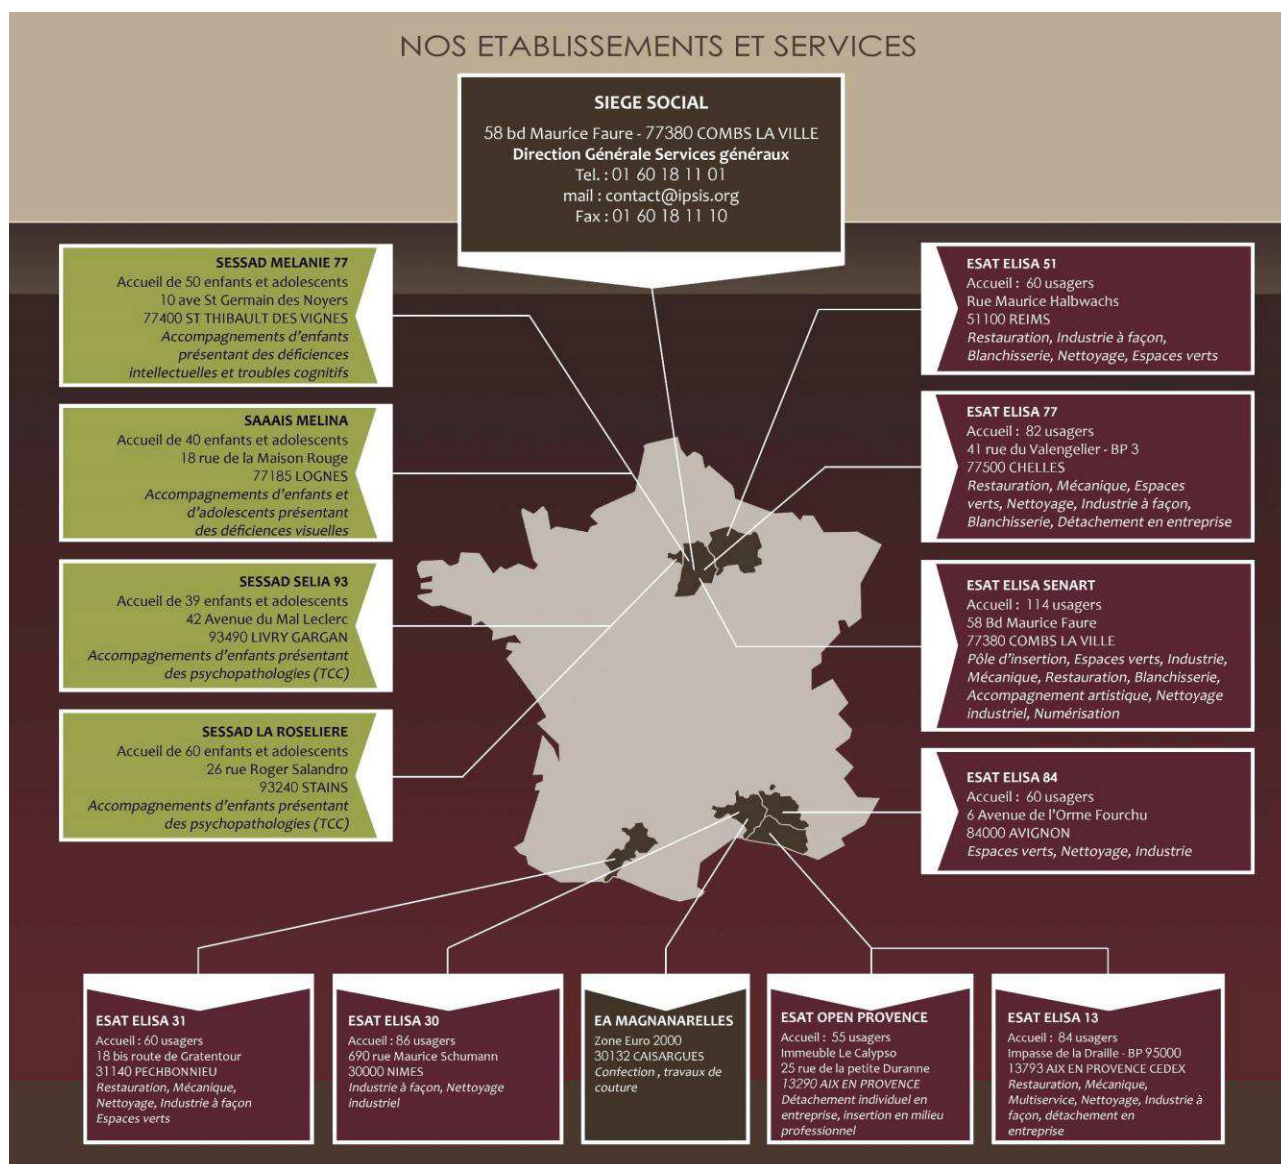 NOS ETABLISSEMENTS ET SERVICES
SIEGE SOCIAL
58 bd Maurice Faure - 77380 COMBS LA VILLE
Direction Générale Services généraux
Tel. : 01 60 18 11 01
mail : contact@ipsis.org
Fax : 01 60 18 11 10
SESSAD MELANIE 77
Accueil de 50 enfants et adolescents
10 ave St Germain des Noyers
77400 ST THIBAULT DES VIGNES
Accompagnements d'enfants
présentant des déficiences
intellectuelles et troubles cognitifs
SAAAIS MELINA
Accueil de 40 enfants et adolescents
18 rue de la Maison Rouge
77185 LOGNES
Accompagnements d'enfants et
d'adolescents présentant
des déficiences visuelles
SESSAD SELIA 93
Accueil de 39 enfants et adolescents
42 Avenue du Mal Leclerc
93490 LIVRY GARGAN
Accompagnements d'enfants présentant
des psychopathologies (TCC)
SESSAD LA ROSELIERE
Accueil de 60 enfants et adolescents
26 rue Roger Salandro
93240 STAINS
Accompagnements d'enfants présentant
des psychopathologies (TCC)
ESAT ELISA 51
Accueil : 60 usagers
Rue Maurice Halbwachs
51100 REIMS
Restauration, Industrie à façon,
Blanchisserie, Nettoyage, Espaces verts
ESAT ELISA 77
Accueil : 82 usagers
41 rue du Valengelier - BP 3
77500 CHELLES
Restauration, Mécanique, Espaces
verts, Nettoyage, Industrie à façon,
Blanchisserie, Détachement en entreprise
ESAT ELISA SENART
Accueil : 114 usagers
58 Bd Maurice Faure
77380 COMBS LA VILLE
Pôle d'insertion, Espaces verts, Industrie,
Mécanique, Restauration, Blanchisserie,
Accompagnement artistique, Nettoyage
industriel, Numérisation
ESAT ELISA 84
Accueil : 60 usagers
6 Avenue de l'Orme Fourchu
84000 AVIGNON
Espaces verts, Nettoyage, Industrie
ESAT ELISA 31
Accueil : 60 usagers
18 bis route de Gratentour
31140 PECHBONNIEU
Restauration, Mécanique,
Nettoyage, Industrie à façon
Espaces verts
ESAT ELISA 30
Accueil : 86 usagers
690 rue Maurice Schumann
30000 NIMES
Industrie à façon, Nettoyage
industriel
EA MAGNANARELLES
Zone Euro 2000
30132 CAISARGUES
Confection , travaux de
couture
ESAT OPEN PROVENCE
Accueil : 55 usagers
Immeuble Le Calypso
25 rue de la petite Duranne
13290 AIX EN PROVENCE
Détachement individuel en
entreprise, insertion en milieu
professionnel
ESAT ELISA 13
Accueil : 84 usagers
Impasse de la Draille - BP 95000
13793 AIX EN PROVENCE CEDEX
Restauration, Mécanique,
Multiservice, Nettoyage, Industrie à
façon, détachement en
entreprise